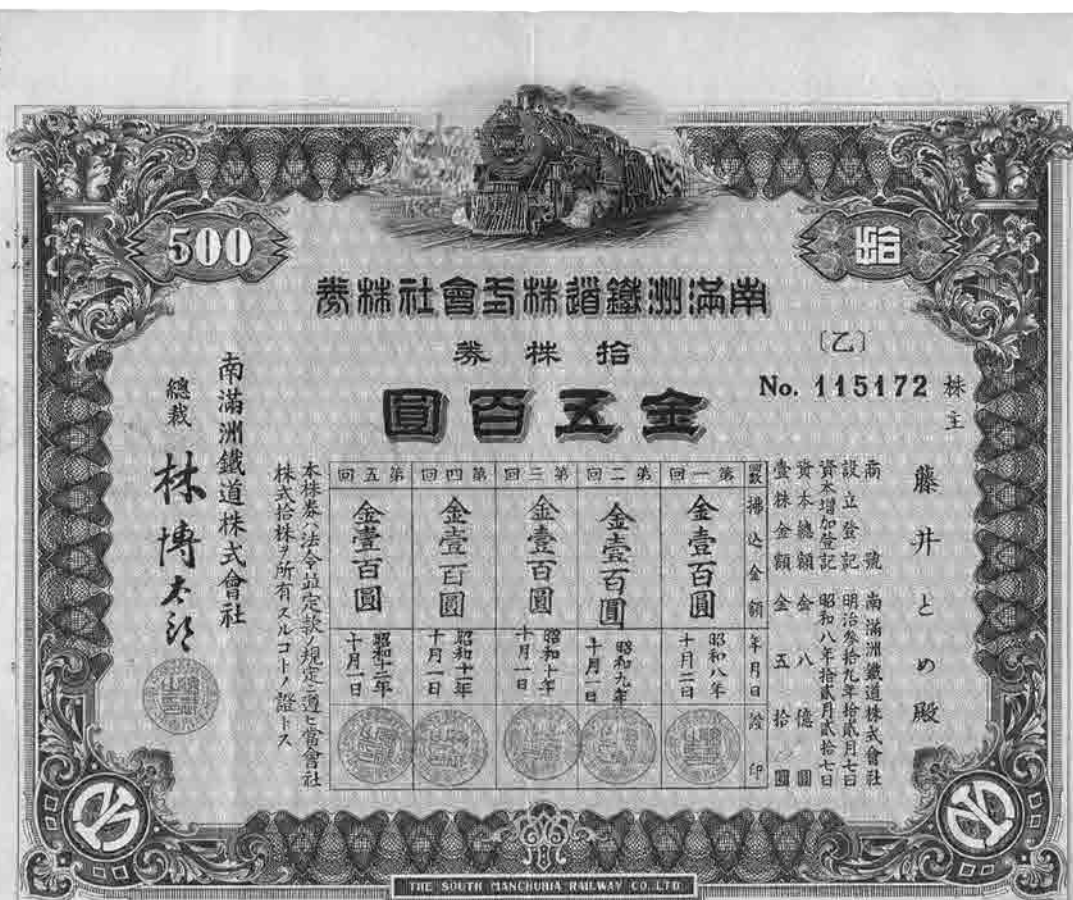 500
拾
南滿洲鐵道株式會社株券
拾株券
〔乙〕
金五百圓
No. 115172
株主
藤井とめ殿
商號 南滿洲鐵道株式會社
設立登記 明治參拾九年拾貳月七日
資本增加登記 昭和八年拾貳月貳拾七日
資本總額 金八億圓
壹株金額 金五拾圓
回數 拂込金額 年月日 證印
第一回 金壹百圓 昭和八年十月二日
第二回 金壹百圓 昭和九年十月一日
第三回 金壹百圓 昭和十年十月一日
第四回 金壹百圓 昭和十一年十月一日
第五回 金壹百圓 昭和十二年十月一日
本株券ハ法令並定款ノ規定ニ遵ヒ當會社
株式拾株ヲ所有スルコトノ證トス
南滿洲鐵道株式會社
總裁
林博太郎
THE SOUTH MANCHURIA RAILWAY CO., LTD.